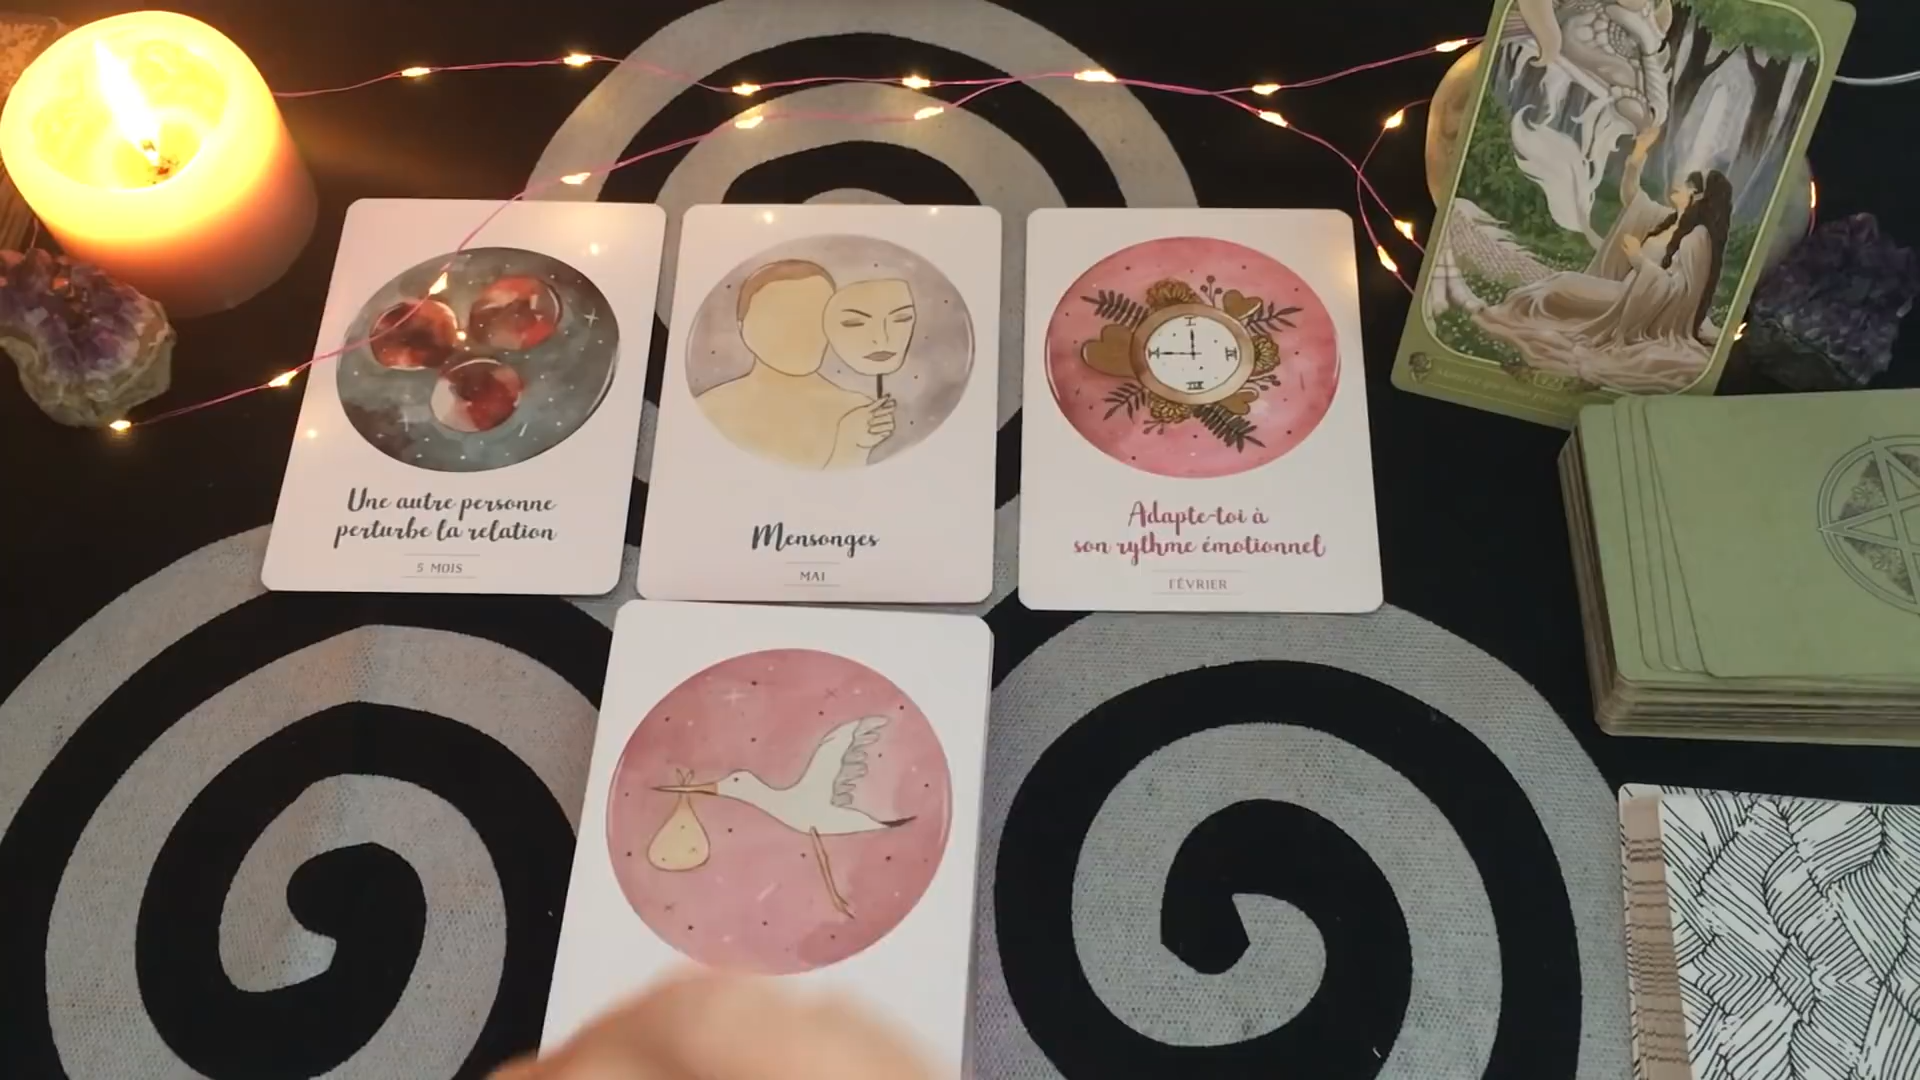 Une autre personne
perturbe la relation
5 MOIS
Mensonges
MAI
Adapte-toi à
son rythme émotionnel
FÉVRIER